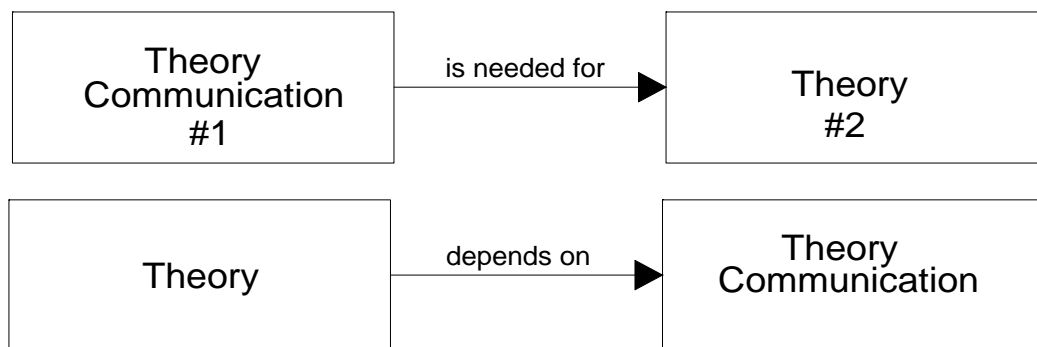 Theory
Communication
#1
is needed for
Theory
#2
Theory
depends on
Theory
Communication